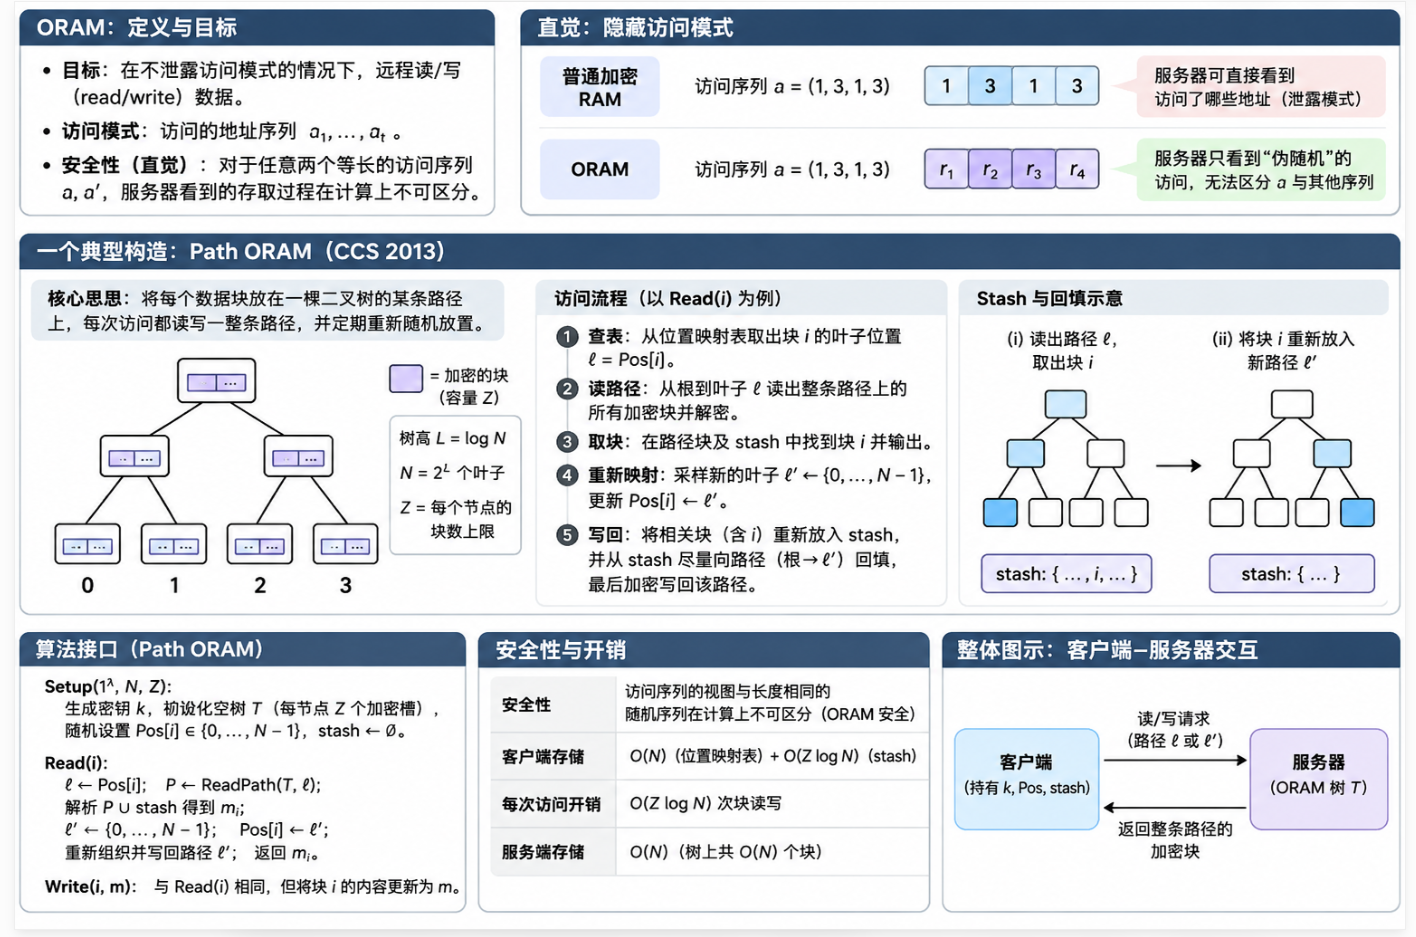 ORAM：定义与目标
• 目标：在不泄露访问模式的情况下，远程读/写
（read/write）数据。
• 访问模式：访问的地址序列 a₁,…,aₜ 。
• 安全性（直觉）：对于任意两个等长的访问序列
a, a′，服务器看到的存取过程在计算上不可区分。
直觉：隐藏访问模式
普通加密
RAM
访问序列 a = (1, 3, 1, 3)
1 3 1 3
服务器可直接看到
访问了哪些地址（泄露模式）
ORAM
访问序列 a = (1, 3, 1, 3)
r₁ r₂ r₃ r₄
服务器只看到“伪随机”的
访问，无法区分 a 与其他序列
一个典型构造：Path ORAM（CCS 2013）
核心思思：将每个数据块放在一棵二叉树的某条路径
上，每次访问都读写一整条路径，并定期重新随机放置。
...
.. ...
.. ...
.. ...
.. ...
.. ...
.. ...
0 1 2 3
= 加密的块
（容量 Z）
树高 L = log N
N = 2ᴸ 个叶子
Z = 每个节点的
块数上限
访问流程（以 Read(i) 为例）
1 查表：从位置映射表取出块 i 的叶子位置
ℓ = Pos[i]。
2 读路径：从根到叶子 ℓ 读出整条路径上的
所有加密块并解密。
3 取块：在路径块及 stash 中找到块 i 并输出。
4 重新映射：采样新的叶子 ℓ′ ← {0,…,N − 1}，
更新 Pos[i] ← ℓ′。
5 写回：将相关块（含 i）重新放入 stash，
并从 stash 尽量向路径（根→ℓ′）回填，
最后加密写回该路径。
Stash 与回填示意
(i) 读出路径 ℓ，
取出块 i
(ii) 将块 i 重新放入
新路径 ℓ′
stash: { …, i, … }
stash: { … }
算法接口（Path ORAM）
Setup(1^λ, N, Z):
生成密钥 k，初设化空树 T（每节点 Z 个加密槽），
随机设置 Pos[i] ∈ {0,…,N − 1}，stash ← ∅。
Read(i):
ℓ ← Pos[i]; P ← ReadPath(T, ℓ);
解析 P ∪ stash 得到 mᵢ;
ℓ′ ← {0,…,N − 1}; Pos[i] ← ℓ′;
重新组织并写回路径 ℓ′; 返回 mᵢ。
Write(i, m): 与 Read(i) 相同，但将块 i 的内容更新为 m。
安全性与开销
安全性
访问序列的视图与长度相同的
随机序列在计算上不可区分（ORAM 安全）
客户端存储 O(N)（位置映射表）+ O(Z log N)（stash）
每次访问开销 O(Z log N) 次块读写
服务端存储 O(N)（树上共 O(N) 个块）
整体图示：客户端–服务器交互
客户端
（持有 k, Pos, stash）
读/写请求
（路径 ℓ 或 ℓ′）
返回整条路径的
加密块
服务器
（ORAM 树 T）